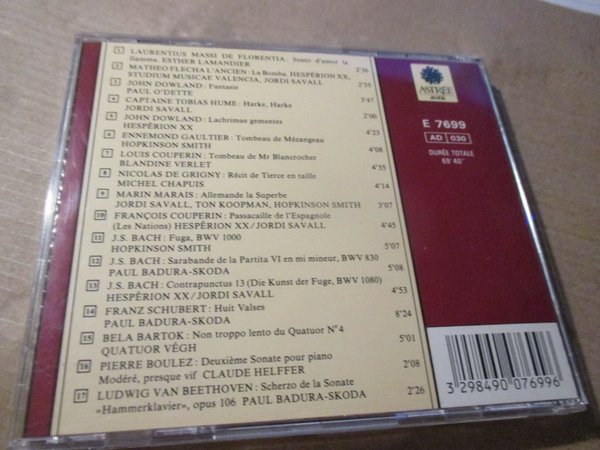 1 LAURENTIUS MASSI DE FLORENTIA : Sento d'amor la
fiamma. ESTHER LAMANDIER 2'36
2 MATHEO FLECHA L'ANCIEN : La Bomba. HESPÈRION XX,
STUDIUM MUSICAE VALENCIA, JORDI SAVALL 2'55
3 JOHN DOWLAND : Fantasie
PAUL O'DETTE
4 CAPTAINE TOBIAS HUME : Harke, Harke 1'47
JORDI SAVALL
5 JOHN DOWLAND : Lachrimae gementes 2'00
HESPÈRION XX
6 ENNEMOND GAULTIER : Tombeau de Mézangeau 4'23
HOPKINSON SMITH
7 LOUIS COUPERIN : Tombeau de Mr Blancrocher 4'35
BLANDINE VERLET
8 NICOLAS DE GRIGNY : Récit de Tierce en taille 4'14
MICHEL CHAPUIS
9 MARIN MARAIS : Allemande la Superbe
JORDI SAVALL, TON KOOPMAN, HOPKINSON SMITH 3'07
10 FRANÇOIS COUPERIN : Passacaille de l'Espagnole
(Les Nations) HESPÈRION XX / JORDI SAVALL 4'45
11 J.S. BACH : Fuga, BWV 1000
HOPKINSON SMITH 5'07
12 J.S. BACH : Sarabande de la Partita VI en mi mineur, BWV 830
PAUL BADURA-SKODA 5'08
13 J.S. BACH : Contrapunctus 13 (Die Kunst der Fuge, BWV 1080)
HESPÈRION XX / JORDI SAVALL 4'53
14 FRANZ SCHUBERT : Huit Valses
PAUL BADURA-SKODA 8'24
15 BELA BARTOK : Non troppo lento du Quatuor N°4
QUATUOR VÉGH 5'01
16 PIERRE BOULEZ : Deuxième Sonate pour piano
Modéré, presque vif CLAUDE HELFFER 2'08
17 LUDWIG VAN BEETHOVEN : Scherzo de la Sonate
«Hammerklavier», opus 106 PAUL BADURA-SKODA 2'26
ASTRÉE
AUVIDIS
E 7699
AD 030
DURÉE TOTALE
69'40"
3 298490 076996